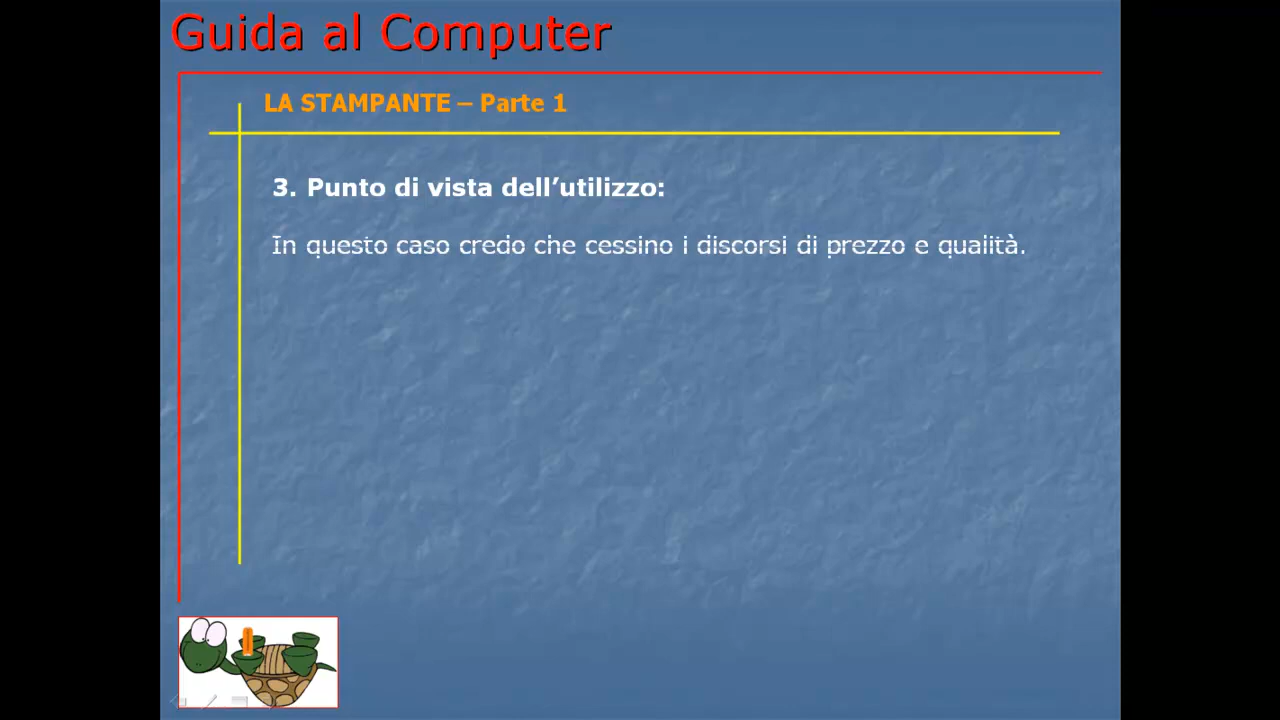 Guida al Computer
LA STAMPANTE – Parte 1
3. Punto di vista dell’utilizzo:
In questo caso credo che cessino i discorsi di prezzo e qualità.